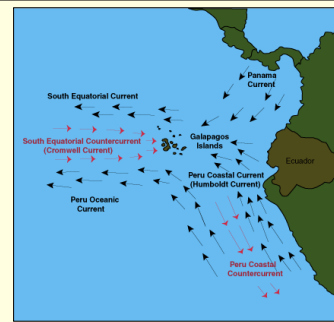 Panama
Current
South Equatorial Current
South Equatorial Countercurrent
(Cromwell Current)
Galapagos
Islands
Ecuador
Peru Coastal Current
(Humboldt Current)
Peru Oceanic
Current
Peru Coastal
Countercurrent